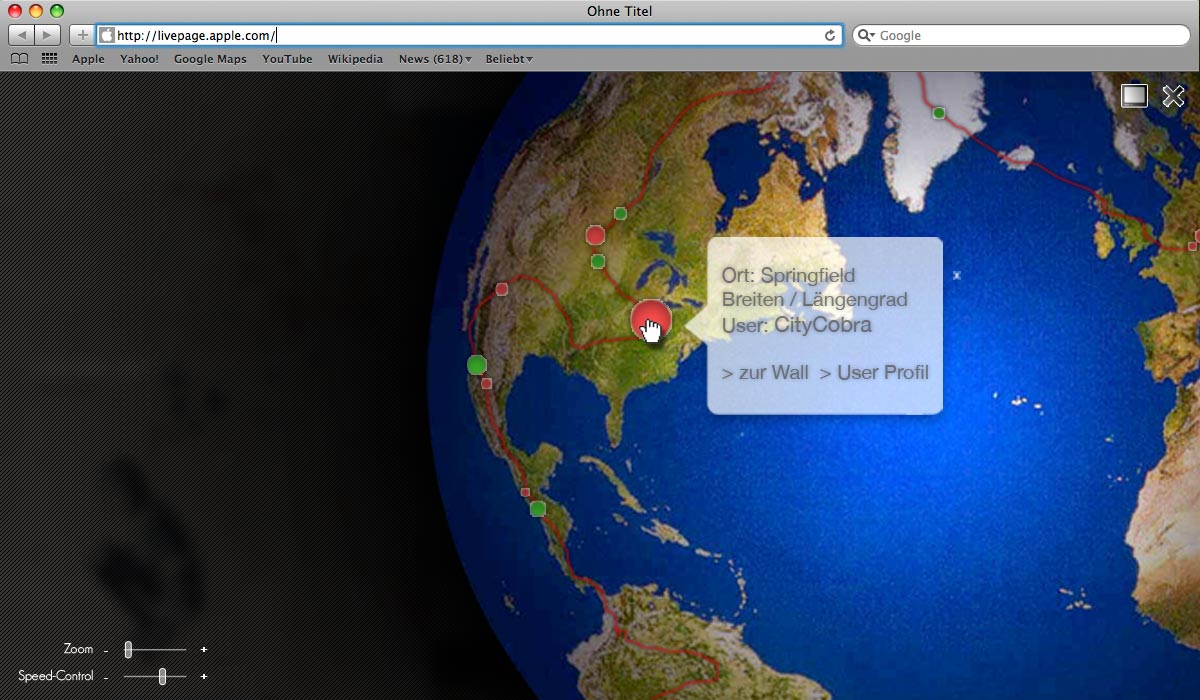 Ohne Titel
http://livepage.apple.com/
Google
Apple Yahoo! Google Maps YouTube Wikipedia News (618) Beliebt
Ort: Springfield
Breiten / Längengrad
User: CityCobra
> zur Wall > User Profil
Zoom - +
Speed-Control - +